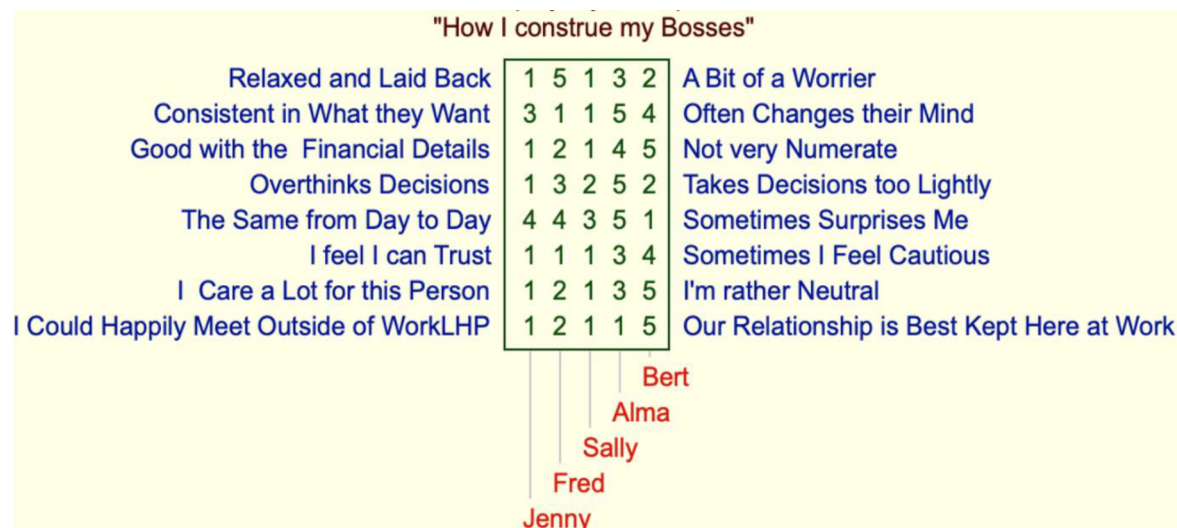 "How I construe my Bosses"
Relaxed and Laid Back 1 5 1 3 2 A Bit of a Worrier
Consistent in What they Want 3 1 1 5 4 Often Changes their Mind
Good with the Financial Details 1 2 1 4 5 Not very Numerate
Overthinks Decisions 1 3 2 5 2 Takes Decisions too Lightly
The Same from Day to Day 4 4 3 5 1 Sometimes Surprises Me
I feel I can Trust 1 1 1 3 4 Sometimes I Feel Cautious
I Care a Lot for this Person 1 2 1 3 5 I'm rather Neutral
I Could Happily Meet Outside of WorkLHP 1 2 1 1 5 Our Relationship is Best Kept Here at Work
Bert
Alma
Sally
Fred
Jenny